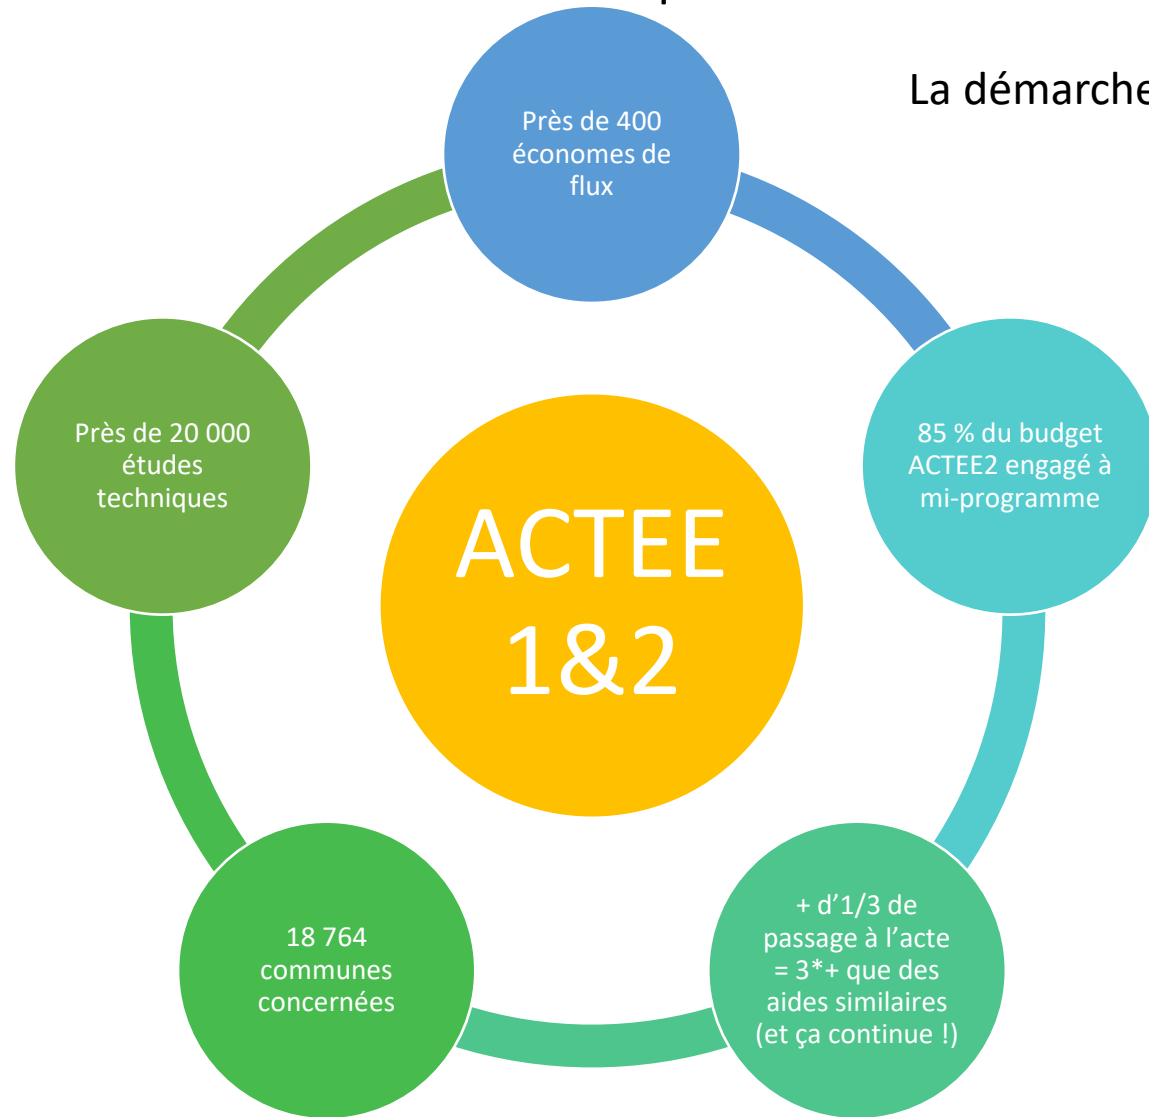 La démarche
Près de 400
économes de
flux
85 % du budget
ACTEE2 engagé à
mi-programme
+ d’1/3 de
passage à l’acte
= 3*+ que des
aides similaires
(et ça continue !)
18 764
communes
concernées
Près de 20 000
études
techniques
ACTEE
1&2